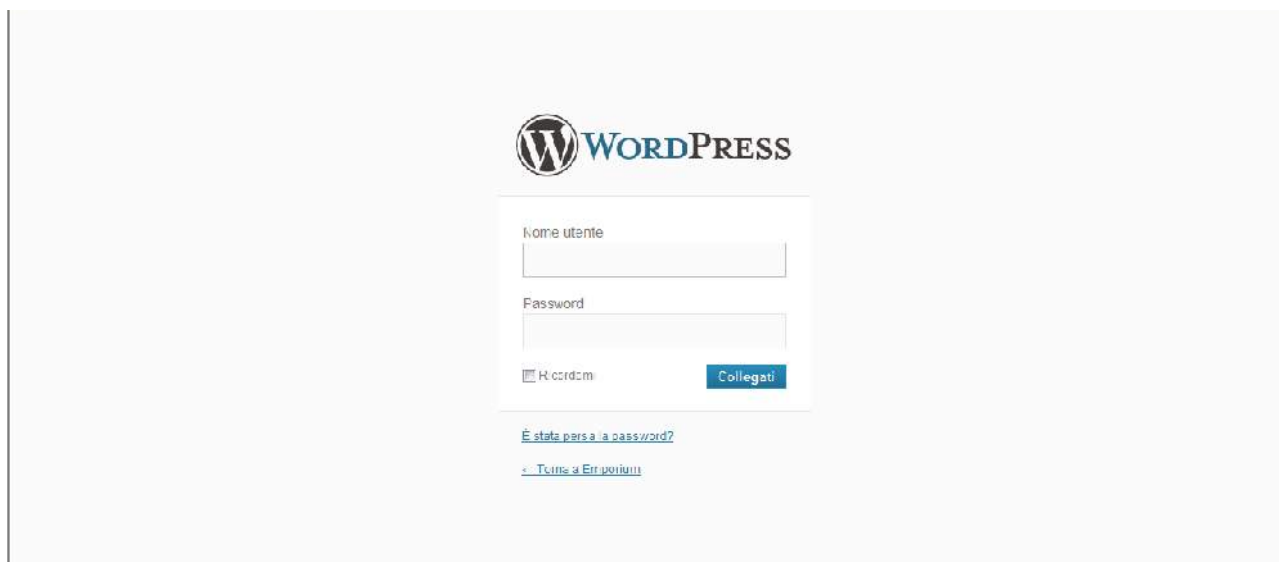 WORDPRESS
Nome utente
Password
Ricordami
Collegati
È stata persa la password?
← Torna a Emporium